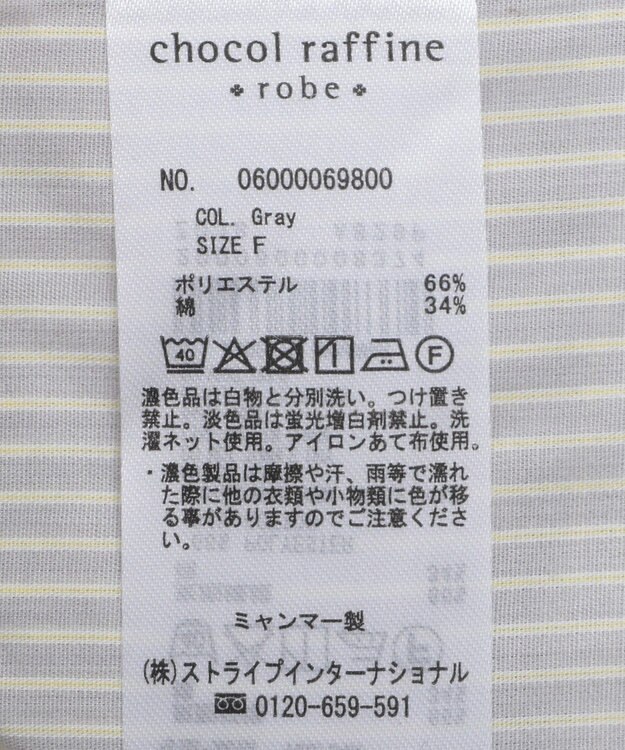 chocol raffine
robe
NO. 06000069800
COL. Gray
SIZE F
ポリエステル 66%
綿 34%
40 F
濃色品は白物と分別洗い。つけ置き
禁止。淡色品は蛍光増白剤禁止。洗
濯ネット使用。アイロンあて布使用。
・濃色製品は摩擦や汗、雨等で濡れ
た際に他の衣類や小物類に色が移
る事がありますのでご注意くださ
い。
ミャンマー製
(株)ストライプインターナショナル
0120-659-591